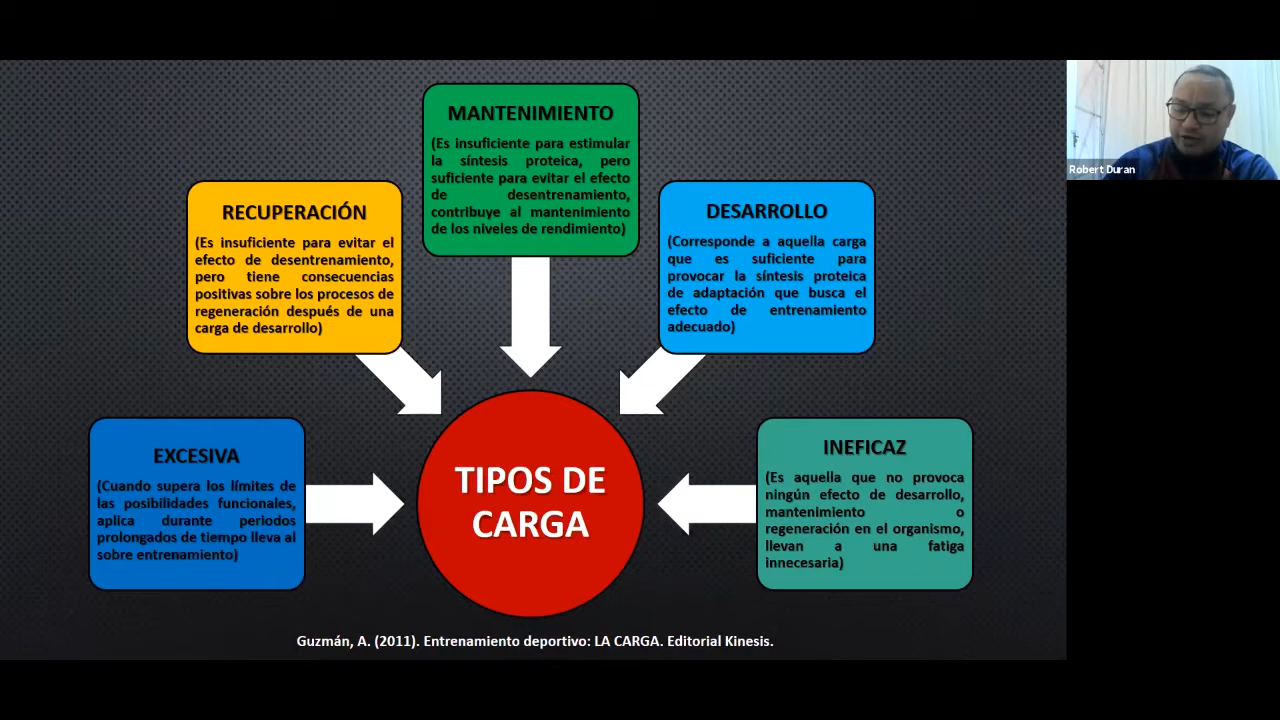 MANTENIMIENTO
(Es insuficiente para estimular
la síntesis proteica, pero
suficiente para evitar el efecto
de desentrenamiento,
contribuye al mantenimiento
de los niveles de rendimiento)
RECUPERACIÓN
(Es insuficiente para evitar el
efecto de desentrenamiento,
pero tiene consecuencias
positivas sobre los procesos de
regeneración después de una
carga de desarrollo)
DESARROLLO
(Corresponde a aquella carga
que es suficiente para
provocar la síntesis proteica
de adaptación que busca el
efecto de entrenamiento
adecuado)
EXCESIVA
(Cuando supera los límites de
las posibilidades funcionales,
aplica durante periodos
prolongados de tiempo lleva al
sobre entrenamiento)
TIPOS DE
CARGA
INEFICAZ
(Es aquella que no provoca
ningún efecto de desarrollo,
mantenimiento o
regeneración en el organismo,
llevan a una fatiga
innecesaria)
Guzmán, A. (2011). Entrenamiento deportivo: LA CARGA. Editorial Kinesis.
Robert Duran